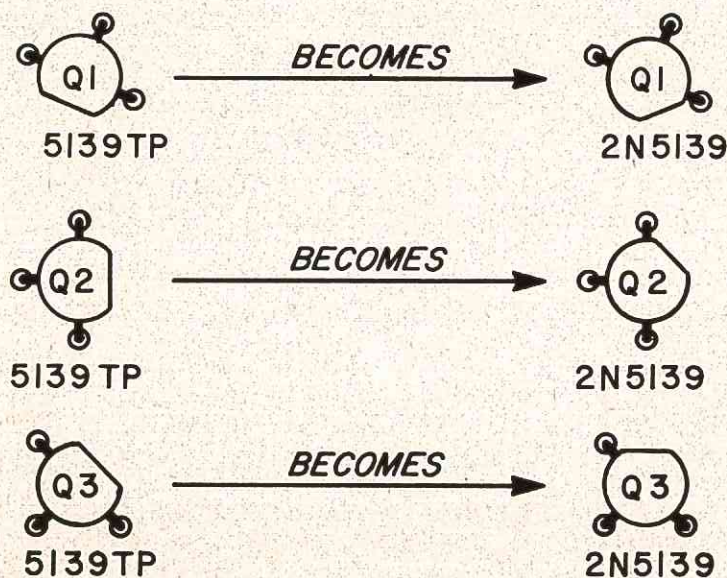 BECOMES
Q1 Q1
5139TP 2N5139
BECOMES
Q2 Q2
5139 TP 2N5139
BECOMES
Q3 Q3
5139TP 2N5139